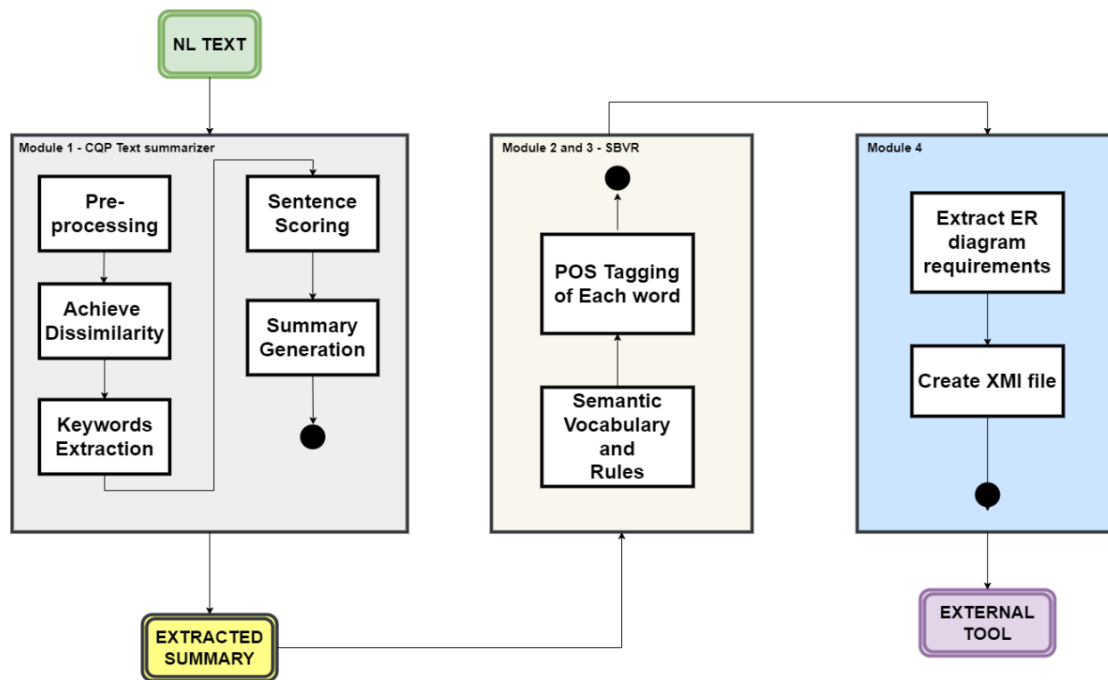 NL TEXT
Module 1 - CQP Text summarizer
Pre-
processing
Achieve
Dissimilarity
Keywords
Extraction
Sentence
Scoring
Summary
Generation
EXTRACTED
SUMMARY
Module 2 and 3 - SBVR
POS Tagging
of Each word
Semantic
Vocabulary
and
Rules
Module 4
Extract ER
diagram
requirements
Create XMI file
EXTERNAL
TOOL